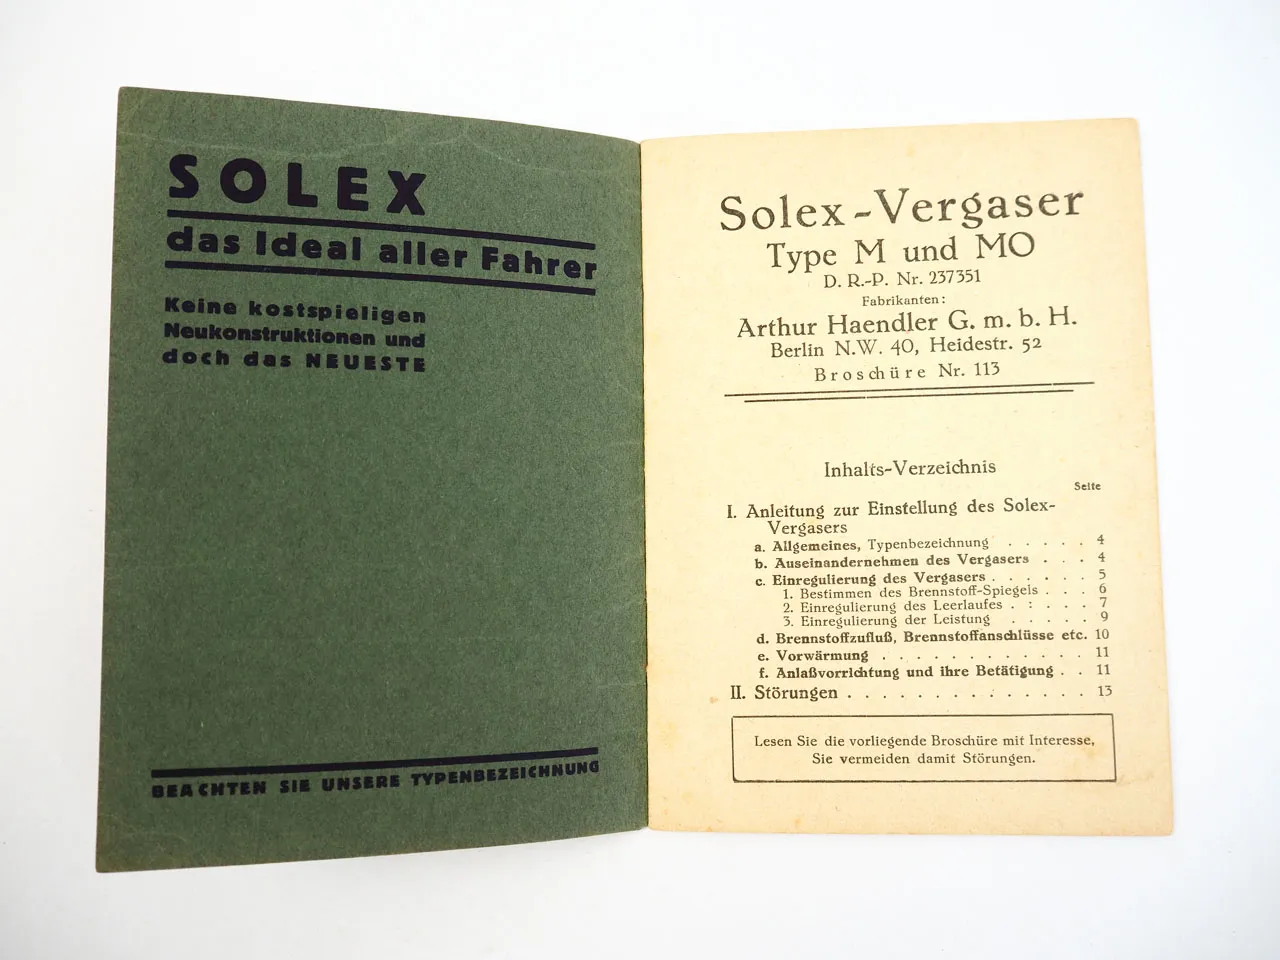 SOLEX
das Ideal aller Fahrer
Keine kostspieligen
Neukonstruktionen und
doch das NEUESTE
BEACHTEN SIE UNSERE TYPENBEZEICHNUNG
Solex-Vergaser
Type M und MO
D. R.-P. Nr. 237351
Fabrikanten:
Arthur Haendler G. m. b. H.
Berlin N.W. 40, Heidestr. 52
Broschüre Nr. 113
Inhalts-Verzeichnis
Seite
I. Anleitung zur Einstellung des Solex-
Vergasers
a. Allgemeines, Typenbezeichnung . . . . . 4
b. Auseinandernehmen des Vergasers . . . 4
c. Einregulierung des Vergasers . . . . . . 5
1. Bestimmen des Brennstoff-Spiegels . . . 6
2. Einregulierung des Leerlaufes . : . . . 7
3. Einregulierung der Leistung . . . . . 9
d. Brennstoffzufluß, Brennstoffanschlüsse etc. 10
e. Vorwärmung . . . . . . . . . . . . 11
f. Anlaßvorrichtung und ihre Betätigung . . 11
II. Störungen . . . . . . . . . . . . . . 13
Lesen Sie die vorliegende Broschüre mit Interesse,
Sie vermeiden damit Störungen.